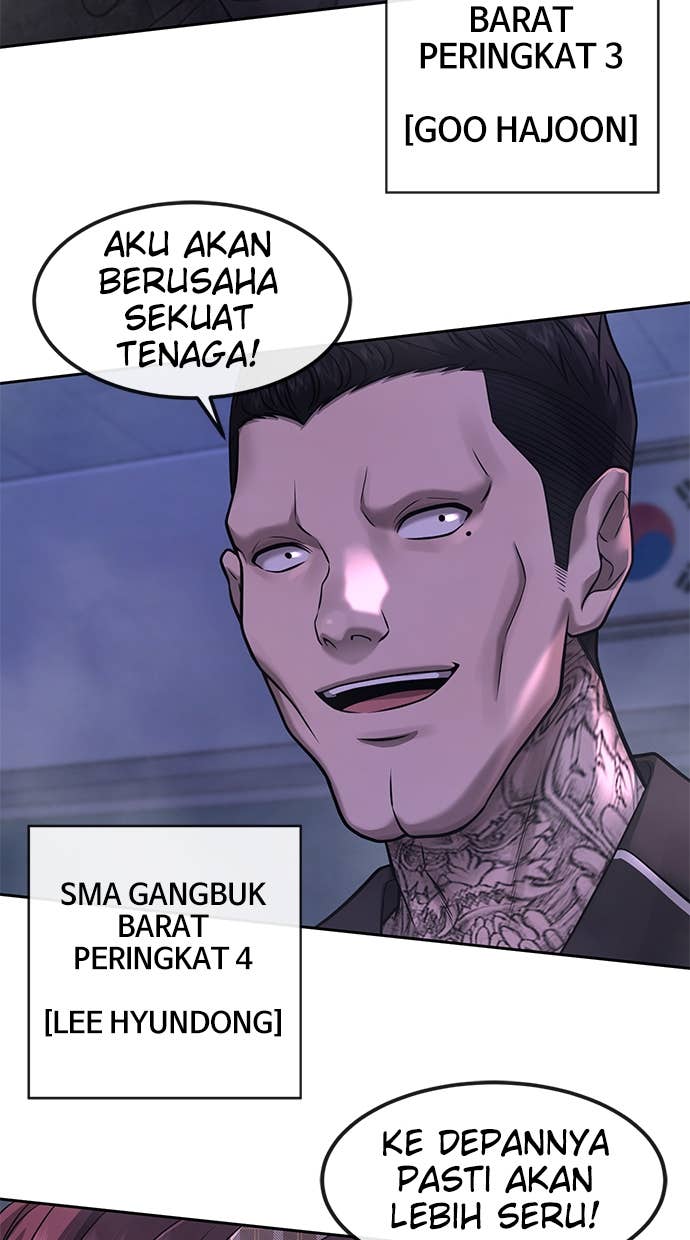 BARAT
PERINGKAT 3
[GOO HAJOON]
AKU AKAN
BERUSAHA
SEKUAT
TENAGA!
SMA GANGBUK
BARAT
PERINGKAT 4
[LEE HYUNDONG]
KE DEPANNYA
PASTI AKAN
LEBIH SERU!